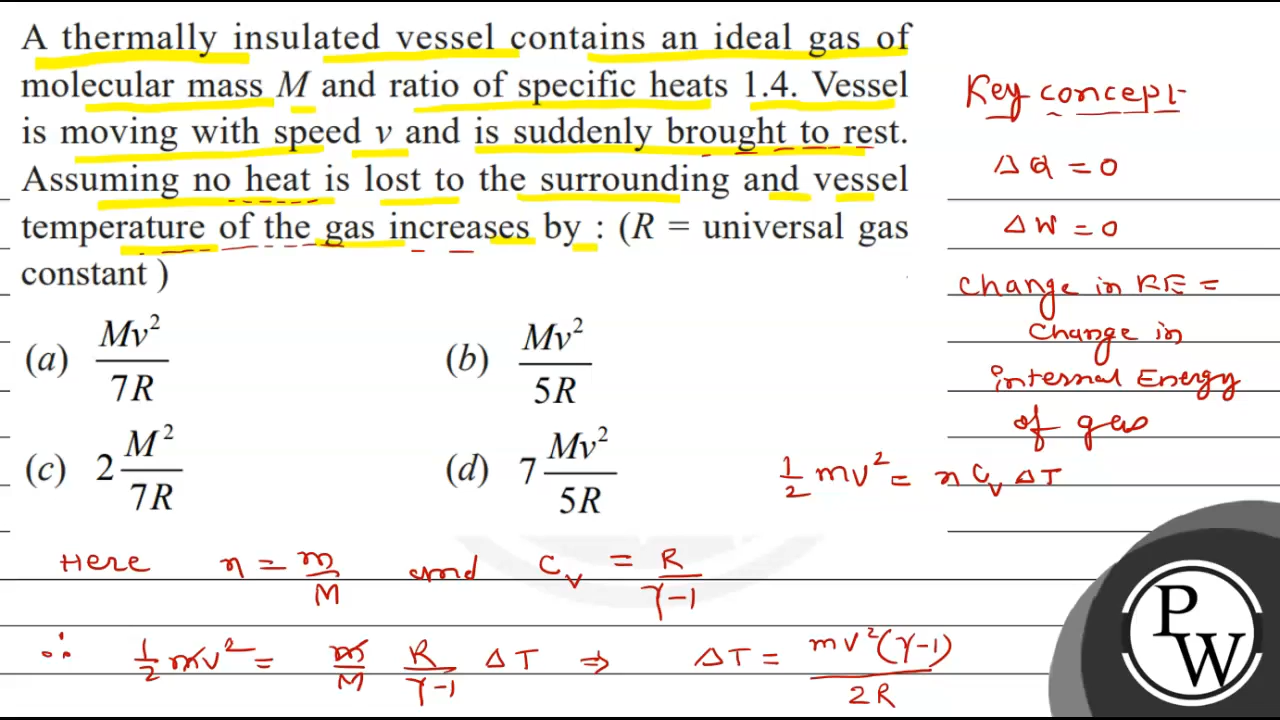 A thermally insulated vessel contains an ideal gas of
molecular mass M and ratio of specific heats 1.4. Vessel
is moving with speed v and is suddenly brought to rest.
Assuming no heat is lost to the surrounding and vessel
temperature of the gas increases by : (R = universal gas
constant )
(a) Mv²/7R
(b) Mv²/5R
(c) 2 M²/7R
(d) 7 Mv²/5R
Key concept
ΔQ = 0
ΔW = 0
Change in KE =
change in
internal Energy
of gas
1/2 mv² = n Cv ΔT
Here n = m/M and Cv = R/γ-1
∴ 1/2 mv² = m/M R/γ-1 ΔT ⇒ ΔT = mv²(γ-1)/2R
PW